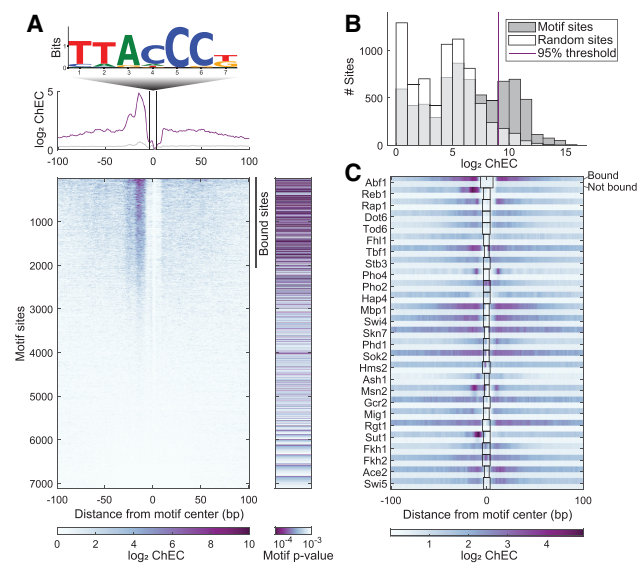 A
Bits
1
0
TTACCCT
1 2 3 4 5 6 7
log₂ ChEC
5
0
-100 -50 0 50 100
Motif sites
1000
2000
3000
4000
5000
6000
7000
Bound sites
-100 -50 0 50 100
Distance from motif center (bp)
0 2 4 6 8 10
log₂ ChEC
10⁻⁴ 10⁻³
Motif p-value
B
# Sites
1000
500
0
0 5 10 15
log₂ ChEC
Motif sites
Random sites
95% threshold
C
Bound
Not bound
Abf1
Reb1
Rap1
Dot6
Tod6
Fhl1
Tbf1
Stb3
Pho4
Pho2
Hap4
Mbp1
Swi4
Skn7
Phd1
Sok2
Hms2
Ash1
Msn2
Gcr2
Mig1
Rgt1
Sut1
Fkh1
Fkh2
Ace2
Swi5
-100 0 100
Distance from motif center (bp)
1 2 3 4
log₂ ChEC